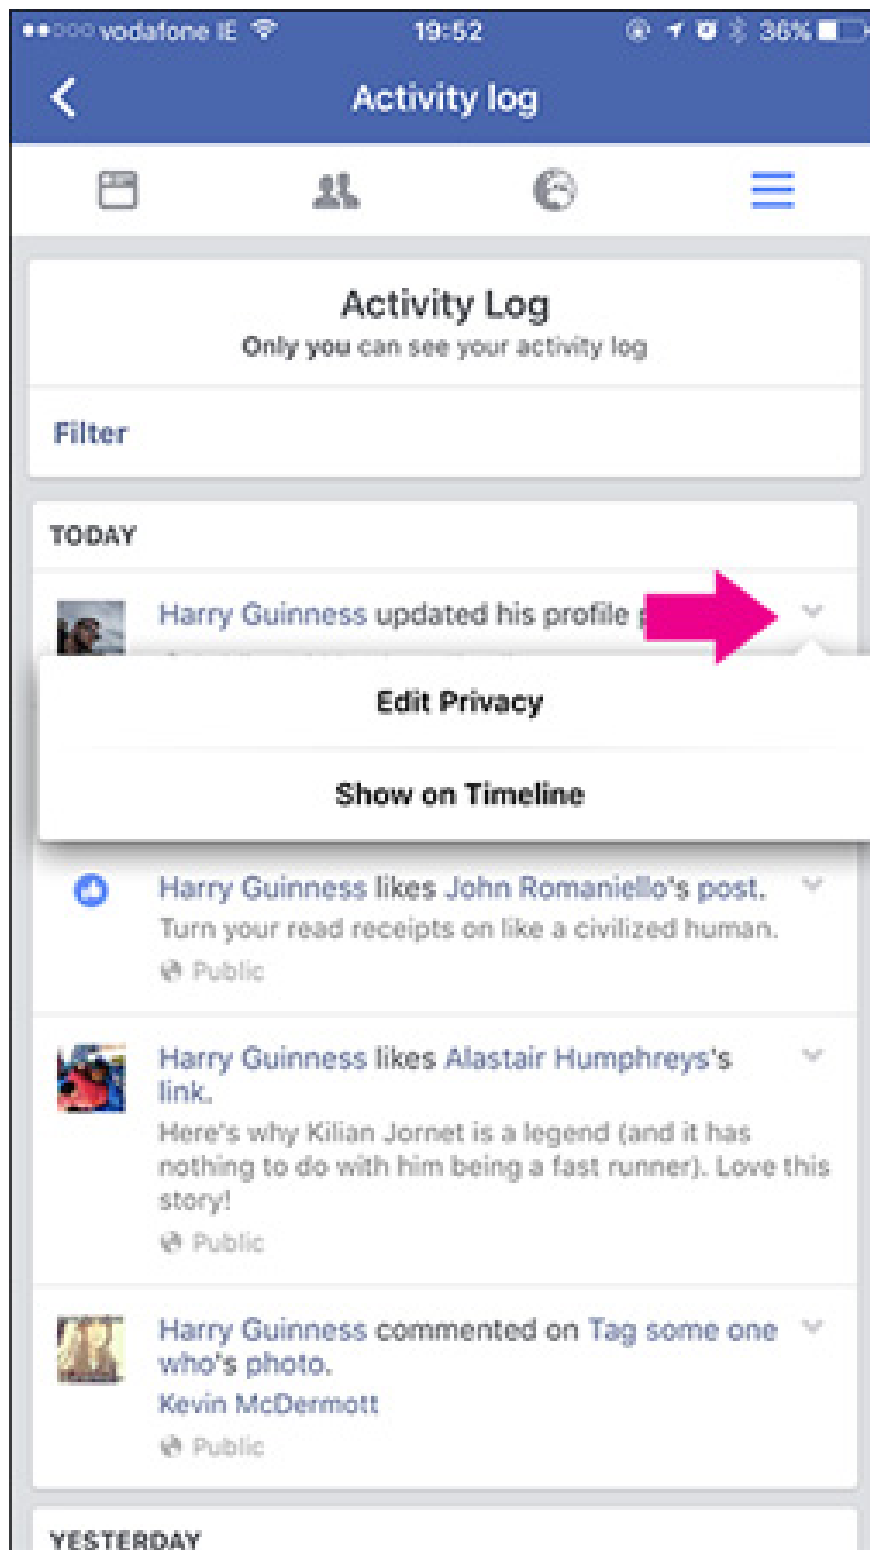 vodafone IE 19:52 36%
Activity log
Activity Log
Only you can see your activity log
Filter
TODAY
Harry Guinness updated his profile
Edit Privacy
Show on Timeline
Harry Guinness likes John Romaniello's post.
Turn your read receipts on like a civilized human.
Public
Harry Guinness likes Alastair Humphreys's
link.
Here's why Kilian Jornet is a legend (and it has
nothing to do with him being a fast runner). Love this
story!
Public
Harry Guinness commented on Tag some one
who's photo.
Kevin McDermott
Public
YESTERDAY